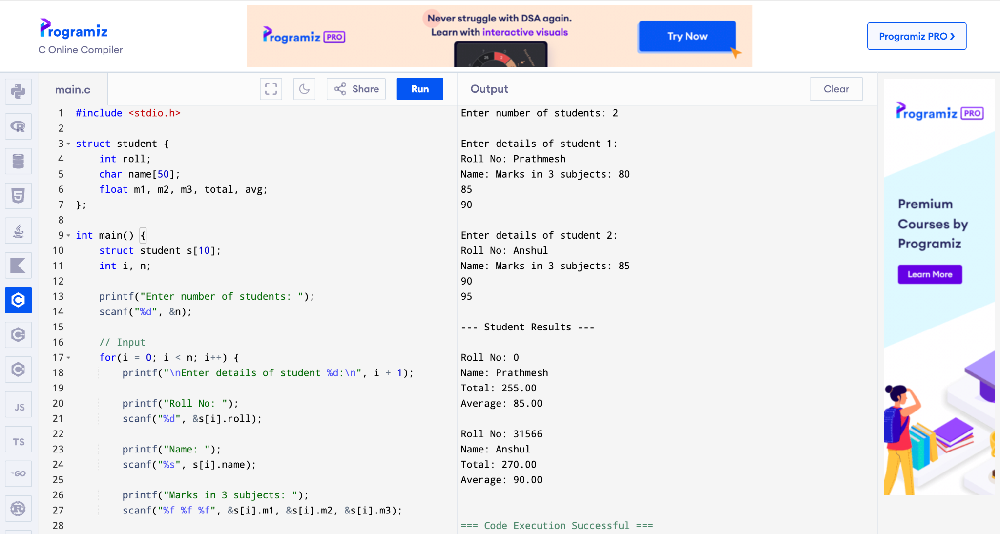 Programiz
C Online Compiler
Programiz PRO
Never struggle with DSA again.
Learn with interactive visuals
Try Now
Programiz PRO ❯
main.c
Share
Run
Output
Clear
1 #include <stdio.h>
2
3 struct student {
4     int roll;
5     char name[50];
6     float m1, m2, m3, total, avg;
7 };
8
9 int main() {
10     struct student s[10];
11     int i, n;
12
13     printf("Enter number of students: ");
14     scanf("%d", &n);
15
16     // Input
17     for(i = 0; i < n; i++) {
18         printf("\nEnter details of student %d:\n", i + 1);
19
20         printf("Roll No: ");
21         scanf("%d", &s[i].roll);
22
23         printf("Name: ");
24         scanf("%s", s[i].name);
25
26         printf("Marks in 3 subjects: ");
27         scanf("%f %f %f", &s[i].m1, &s[i].m2, &s[i].m3);
28
Enter number of students: 2
Enter details of student 1:
Roll No: Prathmesh
Name: Marks in 3 subjects: 80
85
90
Enter details of student 2:
Roll No: Anshul
Name: Marks in 3 subjects: 85
90
95
--- Student Results ---
Roll No: 0
Name: Prathmesh
Total: 255.00
Average: 85.00
Roll No: 31566
Name: Anshul
Total: 270.00
Average: 90.00
=== Code Execution Successful ===
Programiz PRO
Premium
Courses by
Programiz
Learn More
R
5
C
C
C
JS
TS
GO
R